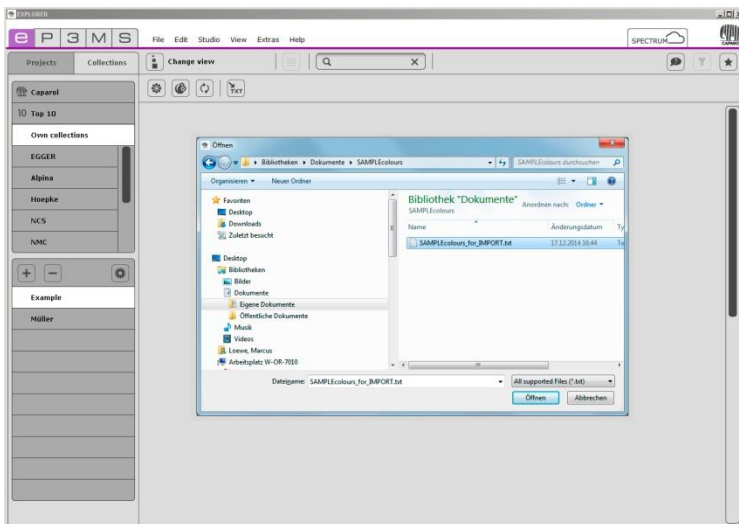 EXPLORER
e P 3 M S
File Edit Studio View Extras Help
SPECTRUM
CAPAROL
Projects Collections
Change view
TXT
Caparol
10 Top 10
Own collections
EGGER
Alpina
Hoepke
NCS
NMC
Example
Müller
Öffnen
Bibliotheken Dokumente SAMPLEcolours
SAMPLEcolours durchsuchen
Organisieren Neuer Ordner
Favoriten
Desktop
Downloads
Zuletzt besucht
Desktop
Bibliotheken
Bilder
Dokumente
Eigene Dokumente
Öffentliche Dokumente
Musik
Videos
Loewe, Marcus
Arbeitsplatz W-OR-7010
Bibliothek "Dokumente"
SAMPLEcolours
Anordnen nach: Ordner
Name Änderungsdatum Ty
SAMPLEcolours_for_IMPORT.txt 17.12.2014 16:44 Te
Dateiname: SAMPLEcolours_for_IMPORT.txt
All supported Files (*.txt)
Öffnen Abbrechen